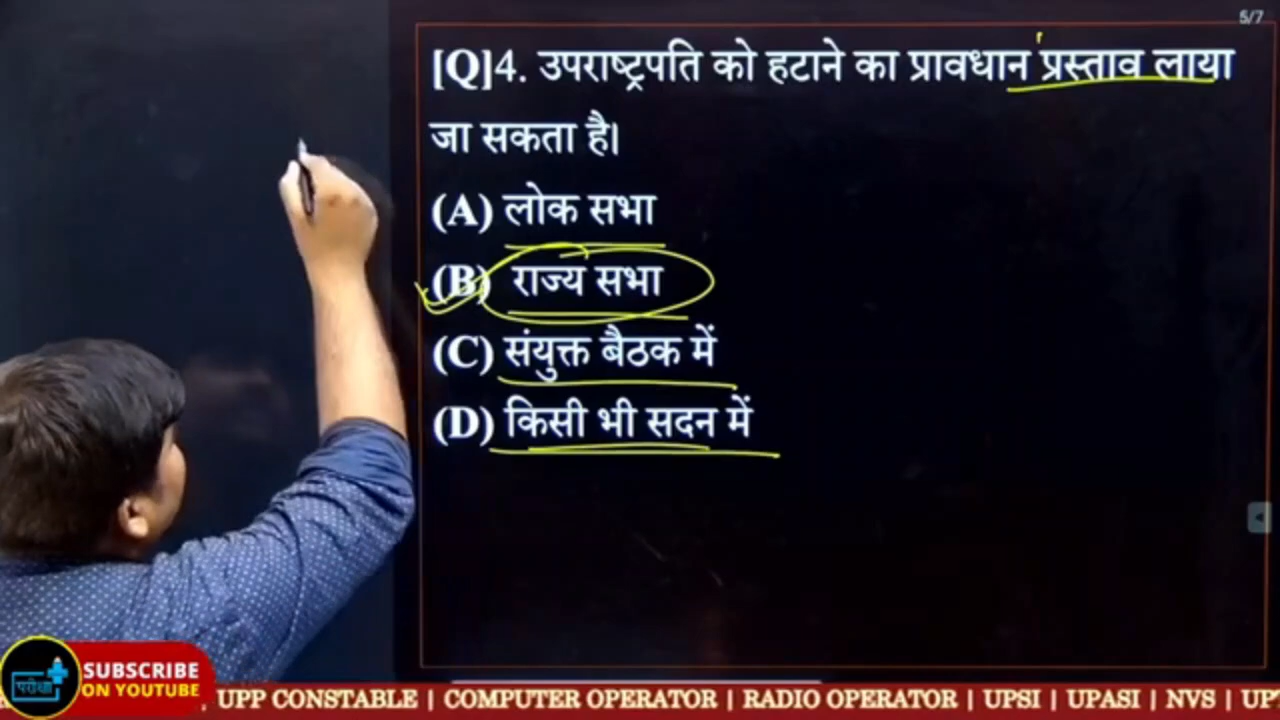 5/7
[Q]4. उपराष्ट्रपति को हटाने का प्रावधान प्रस्ताव लाया
जा सकता है।
(A) लोक सभा
(B) राज्य सभा
(C) संयुक्त बैठक में
(D) किसी भी सदन में
परीक्षा
SUBSCRIBE
ON YOUTUBE
| UPP CONSTABLE | COMPUTER OPERATOR | RADIO OPERATOR | UPSI | UPASI | NVS |